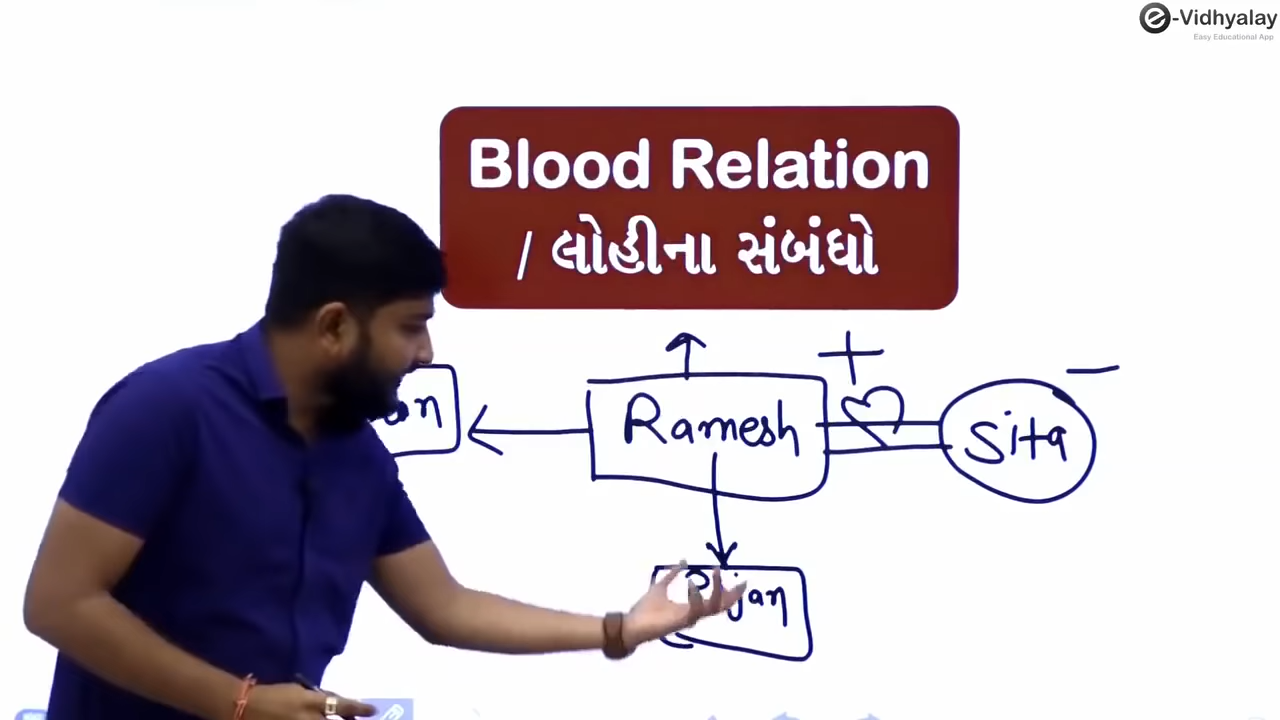 e-Vidhyalay
Easy Educational App
Blood Relation
/ લોહીના સંબંધો
+
−
Ramesh
Sita